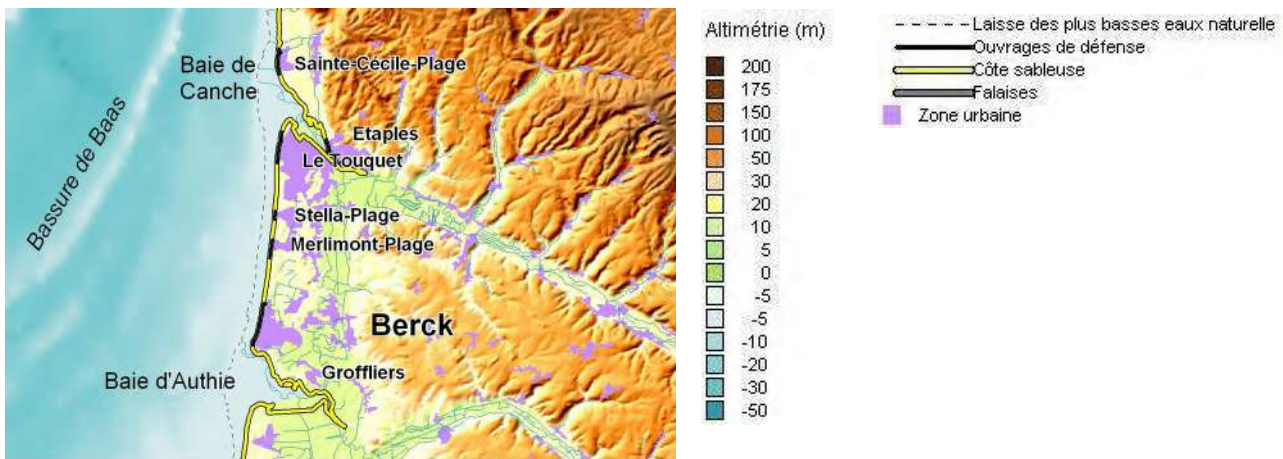 Baie de
Canche
Sainte-Cécile-Plage
Bassure de Baas
Etaples
Le Touquet
Stella-Plage
Merlimont-Plage
Berck
Baie d'Authie
Groffliers
Altimétrie (m)
200
175
150
100
50
30
20
10
5
0
-5
-5
-10
-20
-30
-50
Laisse des plus basses eaux naturelle
Ouvrages de défense
Côte sableuse
Falaises
Zone urbaine